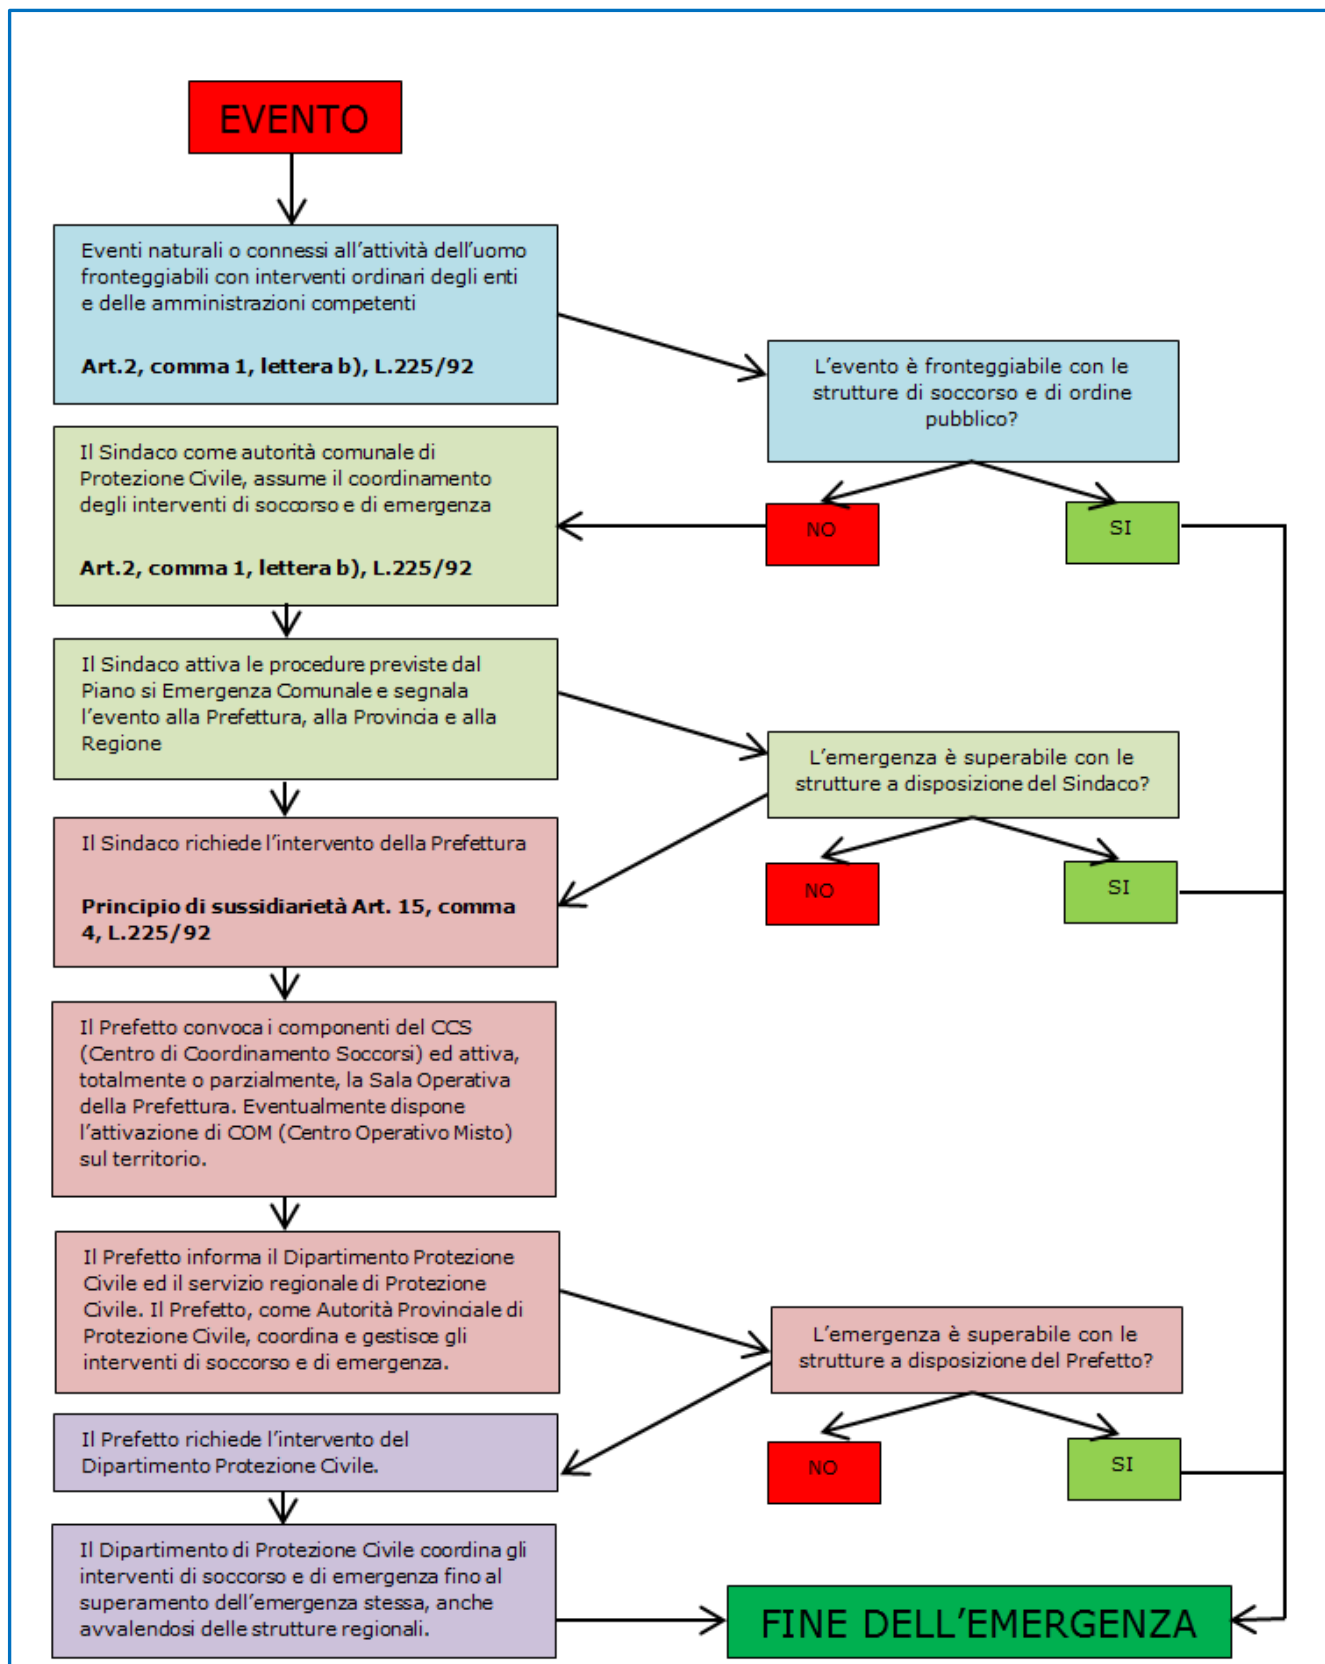 EVENTO
Eventi naturali o connessi all'attività dell'uomo
fronteggiabili con interventi ordinari degli enti
e delle amministrazioni competenti
Art.2, comma 1, lettera b), L.225/92
L'evento è fronteggiabile con le
strutture di soccorso e di ordine
pubblico?
NO
SI
Il Sindaco come autorità comunale di
Protezione Civile, assume il coordinamento
degli interventi di soccorso e di emergenza
Art.2, comma 1, lettera b), L.225/92
Il Sindaco attiva le procedure previste dal
Piano si Emergenza Comunale e segnala
l'evento alla Prefettura, alla Provincia e alla
Regione
L'emergenza è superabile con le
strutture a disposizione del Sindaco?
NO
SI
Il Sindaco richiede l'intervento della Prefettura
Principio di sussidiarietà Art. 15, comma
4, L.225/92
Il Prefetto convoca i componenti del CCS
(Centro di Coordinamento Soccorsi) ed attiva,
totalmente o parzialmente, la Sala Operativa
della Prefettura. Eventualmente dispone
l'attivazione di COM (Centro Operativo Misto)
sul territorio.
Il Prefetto informa il Dipartimento Protezione
Civile ed il servizio regionale di Protezione
Civile. Il Prefetto, come Autorità Provinciale di
Protezione Civile, coordina e gestisce gli
interventi di soccorso e di emergenza.
L'emergenza è superabile con le
strutture a disposizione del Prefetto?
NO
SI
Il Prefetto richiede l'intervento del
Dipartimento Protezione Civile.
Il Dipartimento di Protezione Civile coordina gli
interventi di soccorso e di emergenza fino al
superamento dell'emergenza stessa, anche
avvalendosi delle strutture regionali.
FINE DELL'EMERGENZA